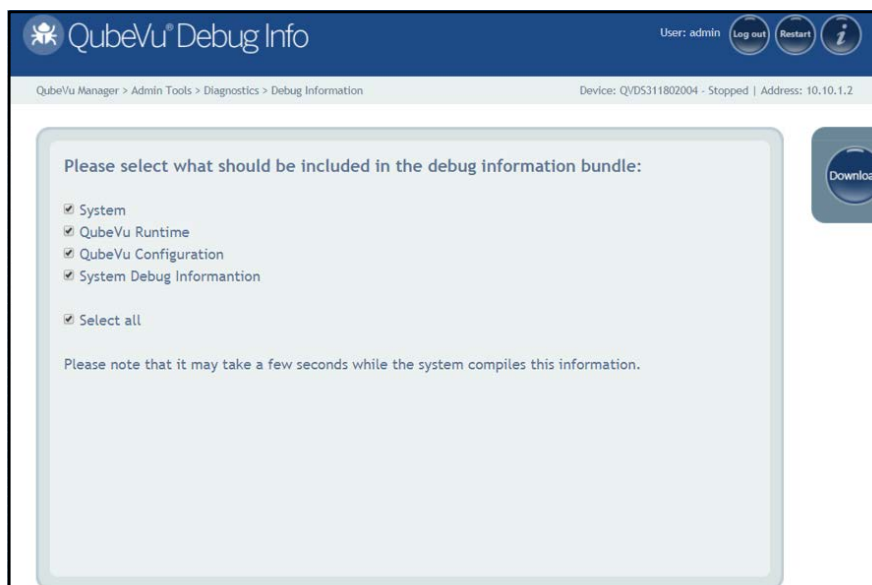 QubeVu® Debug Info
User: admin
Log out
Restart
i
QubeVu Manager > Admin Tools > Diagnostics > Debug Information
Device: QVDS311802004 - Stopped | Address: 10.10.1.2
Please select what should be included in the debug information bundle:
Downloa
System
QubeVu Runtime
QubeVu Configuration
System Debug Informantion
Select all
Please note that it may take a few seconds while the system compiles this information.